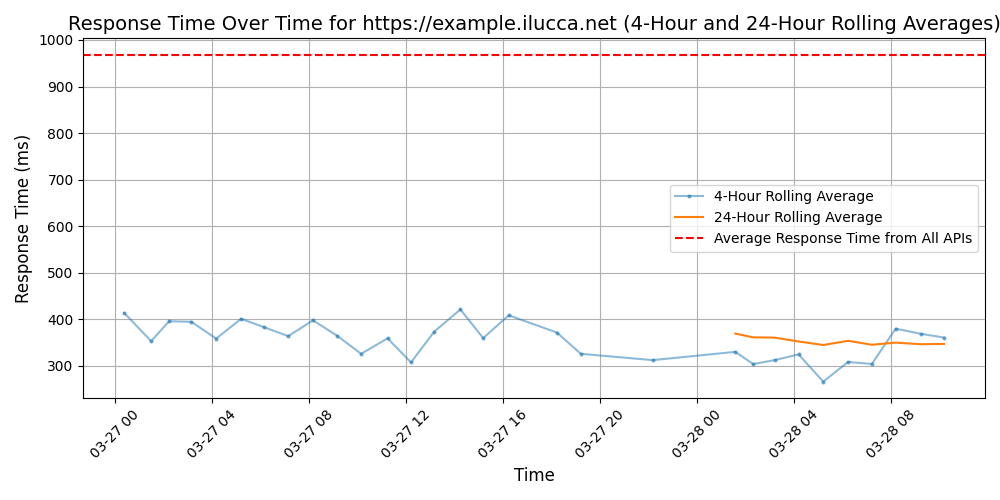 Response Time Over Time for https://example.ilucca.net (4-Hour and 24-Hour Rolling Averages)
Response Time (ms)
1000
900
800
700
600
500
400
300
4-Hour Rolling Average
24-Hour Rolling Average
Average Response Time from All APIs
03-27 00
03-27 04
03-27 08
03-27 12
03-27 16
03-27 20
03-28 00
03-28 04
03-28 08
Time